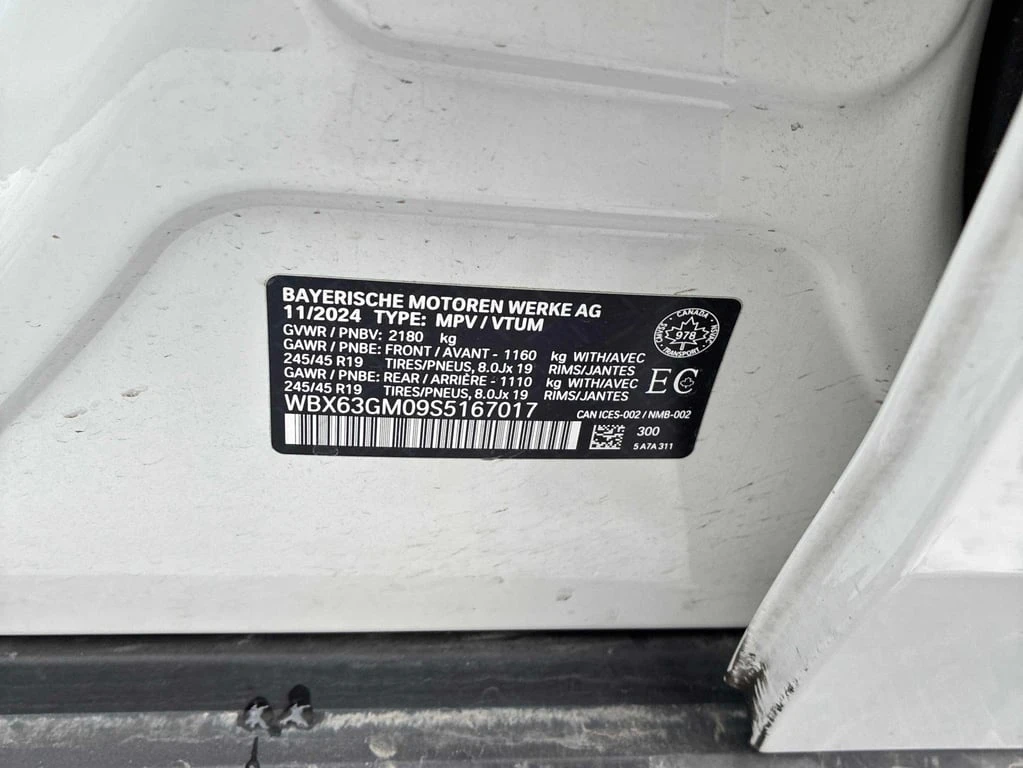 BAYERISCHE MOTOREN WERKE AG
11/2024 TYPE: MPV / VTUM
GVWR / PNBV: 2180 kg
GAWR / PNBE: FRONT / AVANT - 1160 kg WITH/AVEC
245/45 R19 TIRES/PNEUS, 8.0Jx 19 RIMS/JANTES
GAWR / PNBE: REAR / ARRIÈRE - 1110 kg WITH/AVEC
245/45 R19 TIRES/PNEUS, 8.0Jx 19 RIMS/JANTES
WBX63GM09S5167017
CANADA
978
TRANSPORT
EC
CAN ICES-002 / NMB-002
300
5 A7A 311